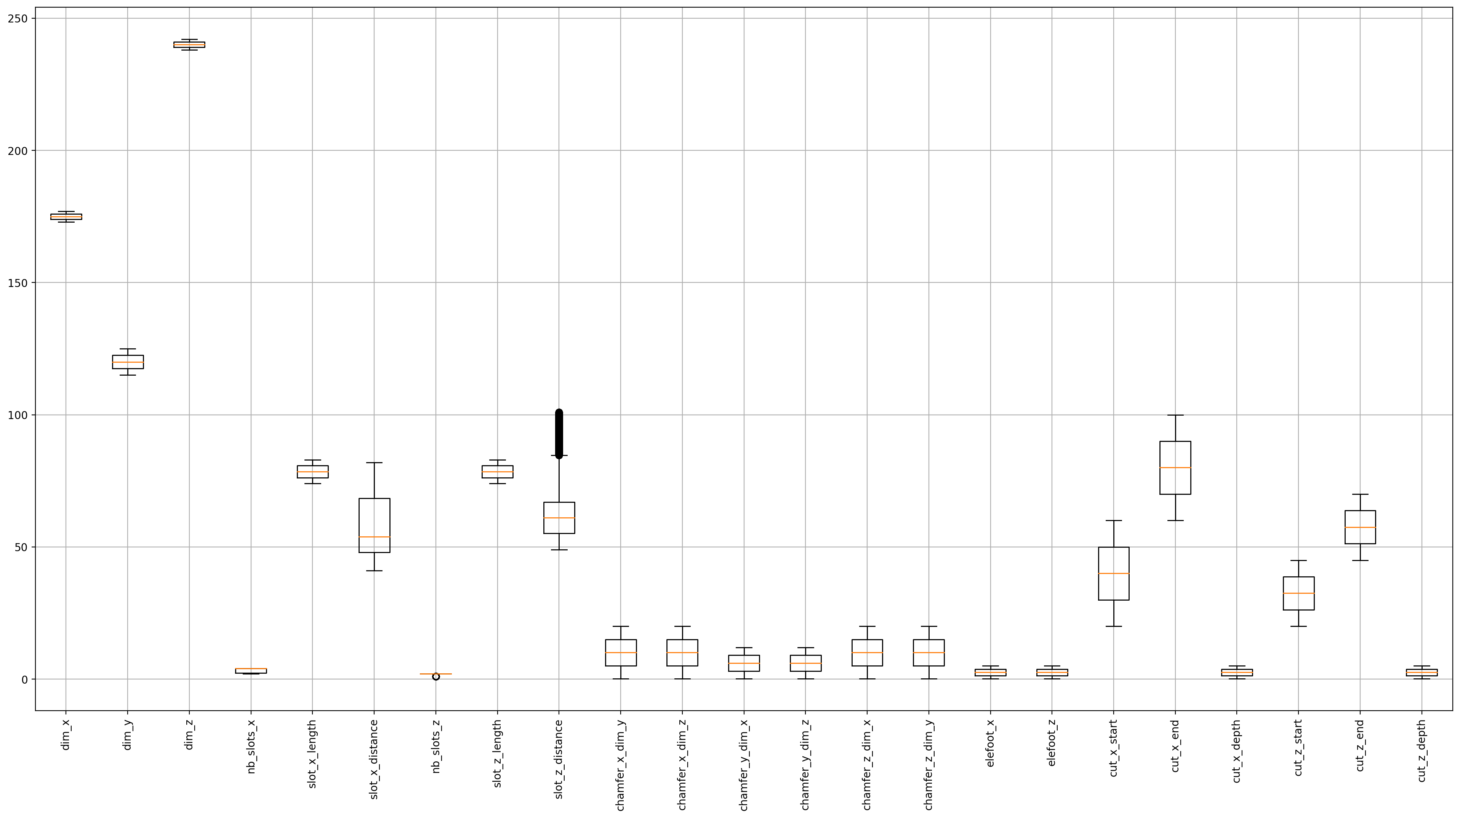 250
200
150
100
50
0
dim_x
dim_y
dim_z
nb_slots_x
slot_x_length
slot_x_distance
nb_slots_z
slot_z_length
slot_z_distance
chamfer_x_dim_y
chamfer_x_dim_z
chamfer_y_dim_x
chamfer_y_dim_z
chamfer_z_dim_x
chamfer_z_dim_y
elefoot_x
elefoot_z
cut_x_start
cut_x_end
cut_x_depth
cut_z_start
cut_z_end
cut_z_depth